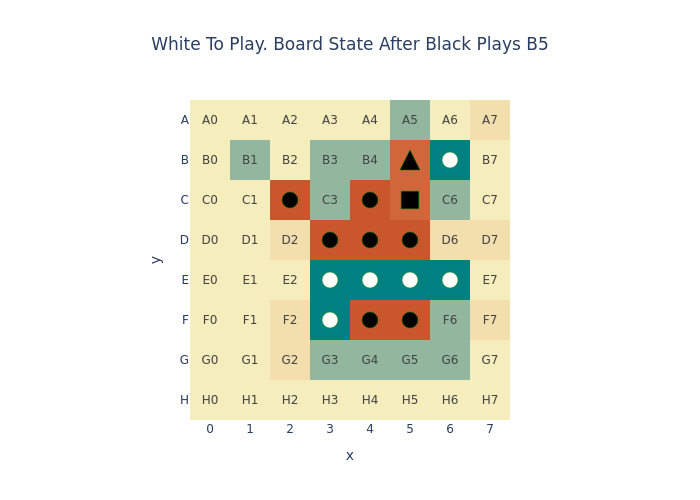 White To Play. Board State After Black Plays B5
A A0 A1 A2 A3 A4 A5 A6 A7
B B0 B1 B2 B3 B4 B7
C C0 C1 C3 C6 C7
D D0 D1 D2 D6 D7
E E0 E1 E2 E7
F F0 F1 F2 F6 F7
G G0 G1 G2 G3 G4 G5 G6 G7
H H0 H1 H2 H3 H4 H5 H6 H7
0 1 2 3 4 5 6 7
x
y